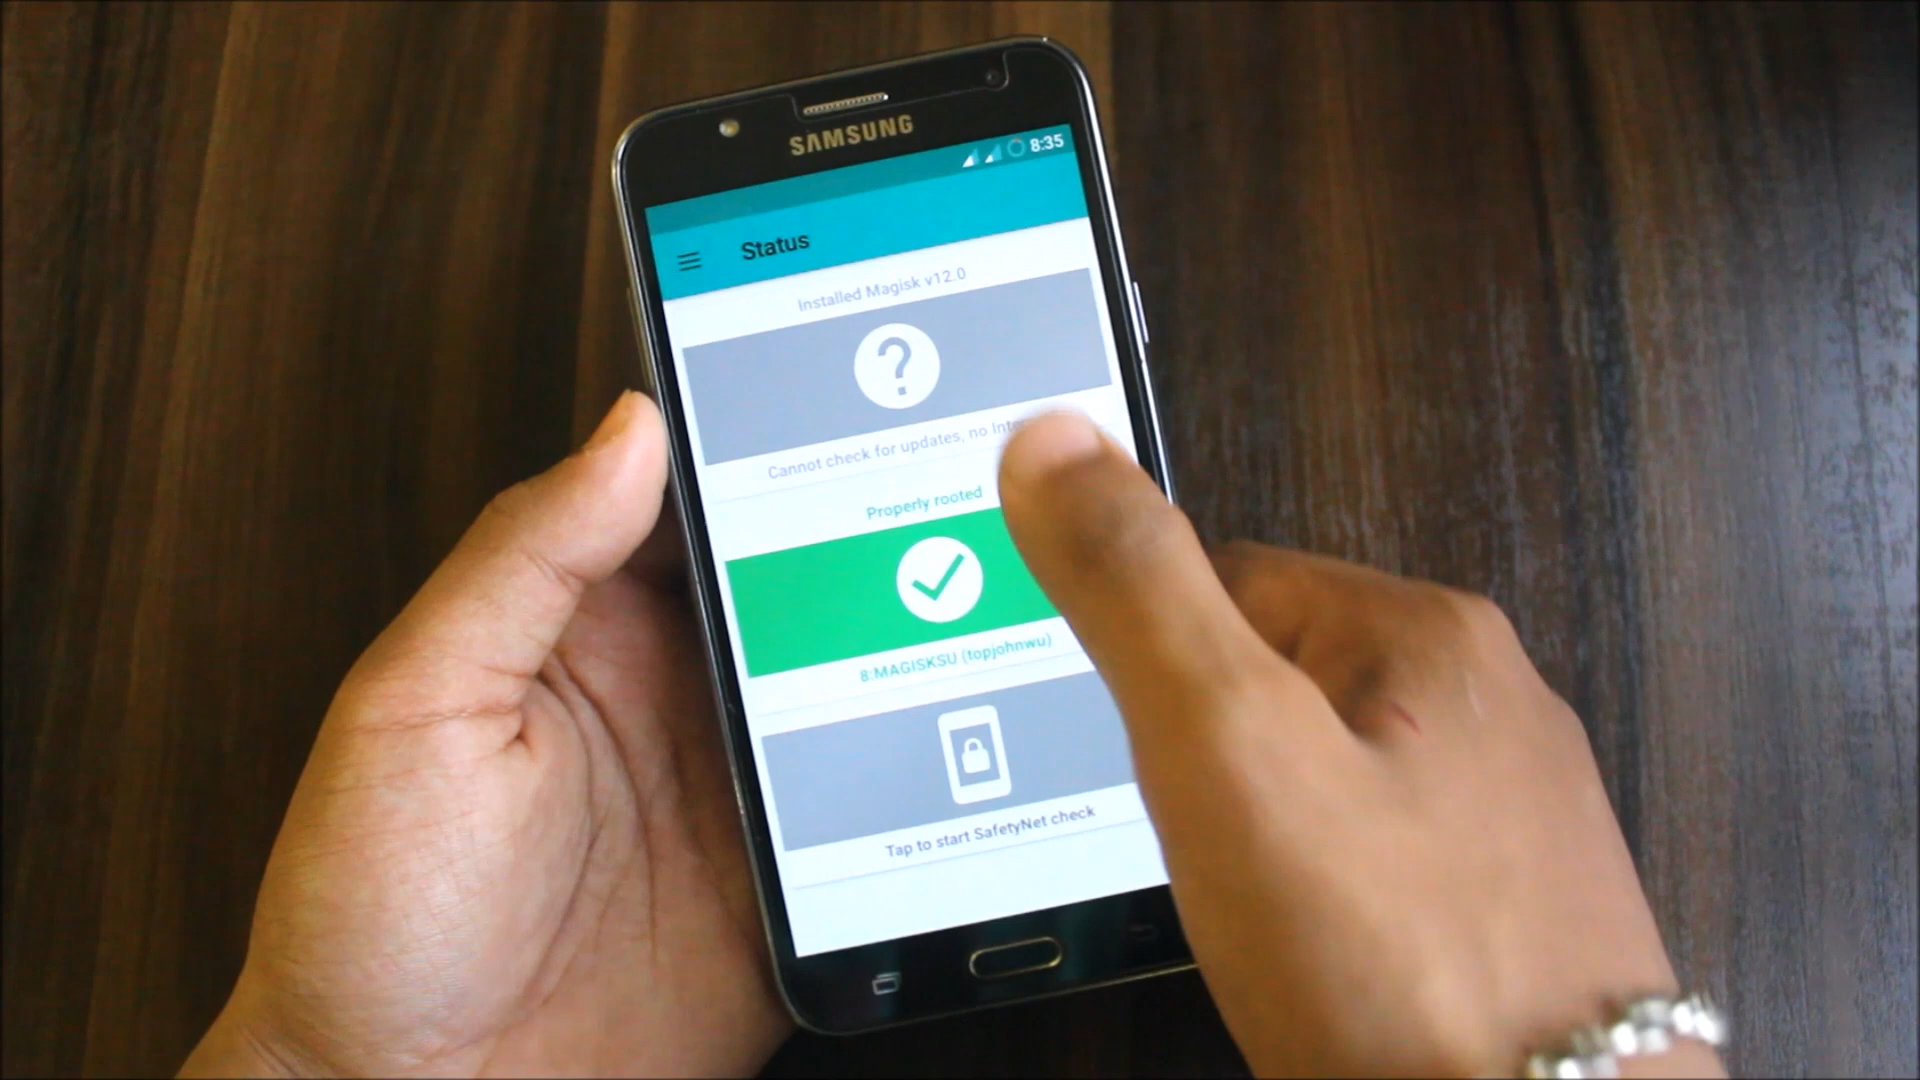 SAMSUNG
8:35
Status
Installed Magisk v12.0
?
Cannot check for updates, no
Properly rooted
8:MAGISKSU (topjohnwu)
Tap to start SafetyNet check